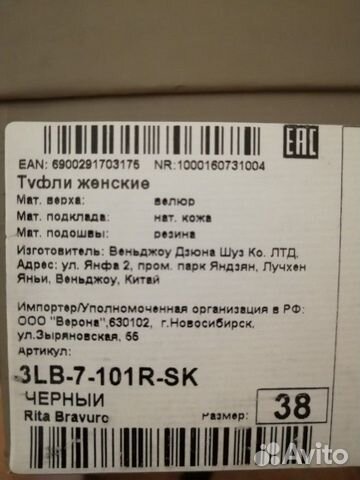 EAC
EAN: 6900291703175 NR:1000160731004
Туфли женские
Мат. верха: велюр
Мат. подклада: нат. кожа
Мат. подошвы: резина
Изготовитель: Веньджоу Дзюна Шуз Ко. ЛТД,
Адрес: ул. Янфа 2, пром. парк Яндзян, Лучхен
Яньи, Веньджоу, Китай
Импортер/Уполномоченная организация в РФ:
ООО "Верона",630102, г.Новосибирск,
ул.Зыряновская, 55
Артикул:
3LB-7-101R-SK
ЧЕРНЫЙ
Rita Bravuro Размер: 38
Avito